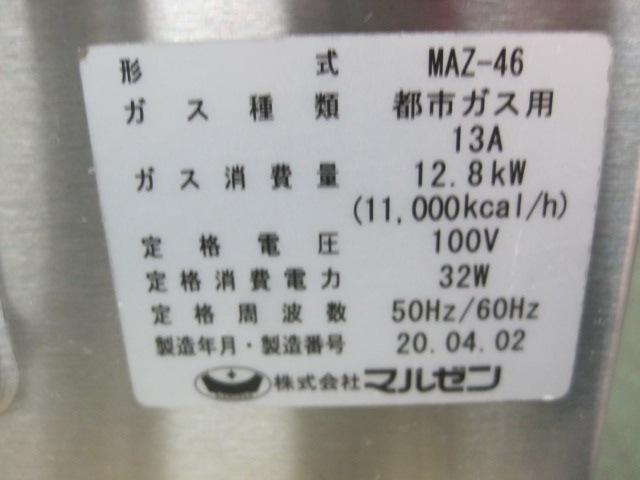 形式 MAZ-46
ガス種類 都市ガス用
13A
ガス消費量 12.8kW
(11,000kcal/h)
定格電圧 100V
定格消費電力 32W
定格周波数 50Hz/60Hz
製造年月・製造番号 20.04.02
株式会社マルゼン